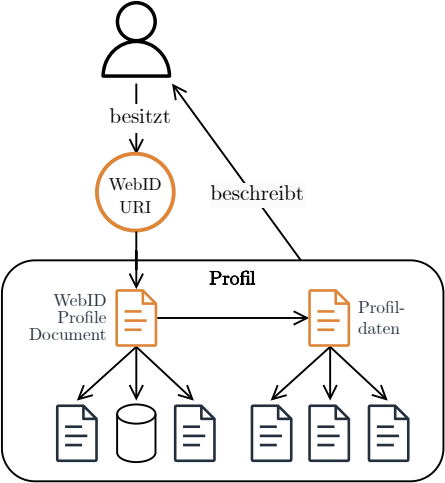 besitzt
WebID
URI
beschreibt
Profil
WebID
Profile
Document
Profil-
daten